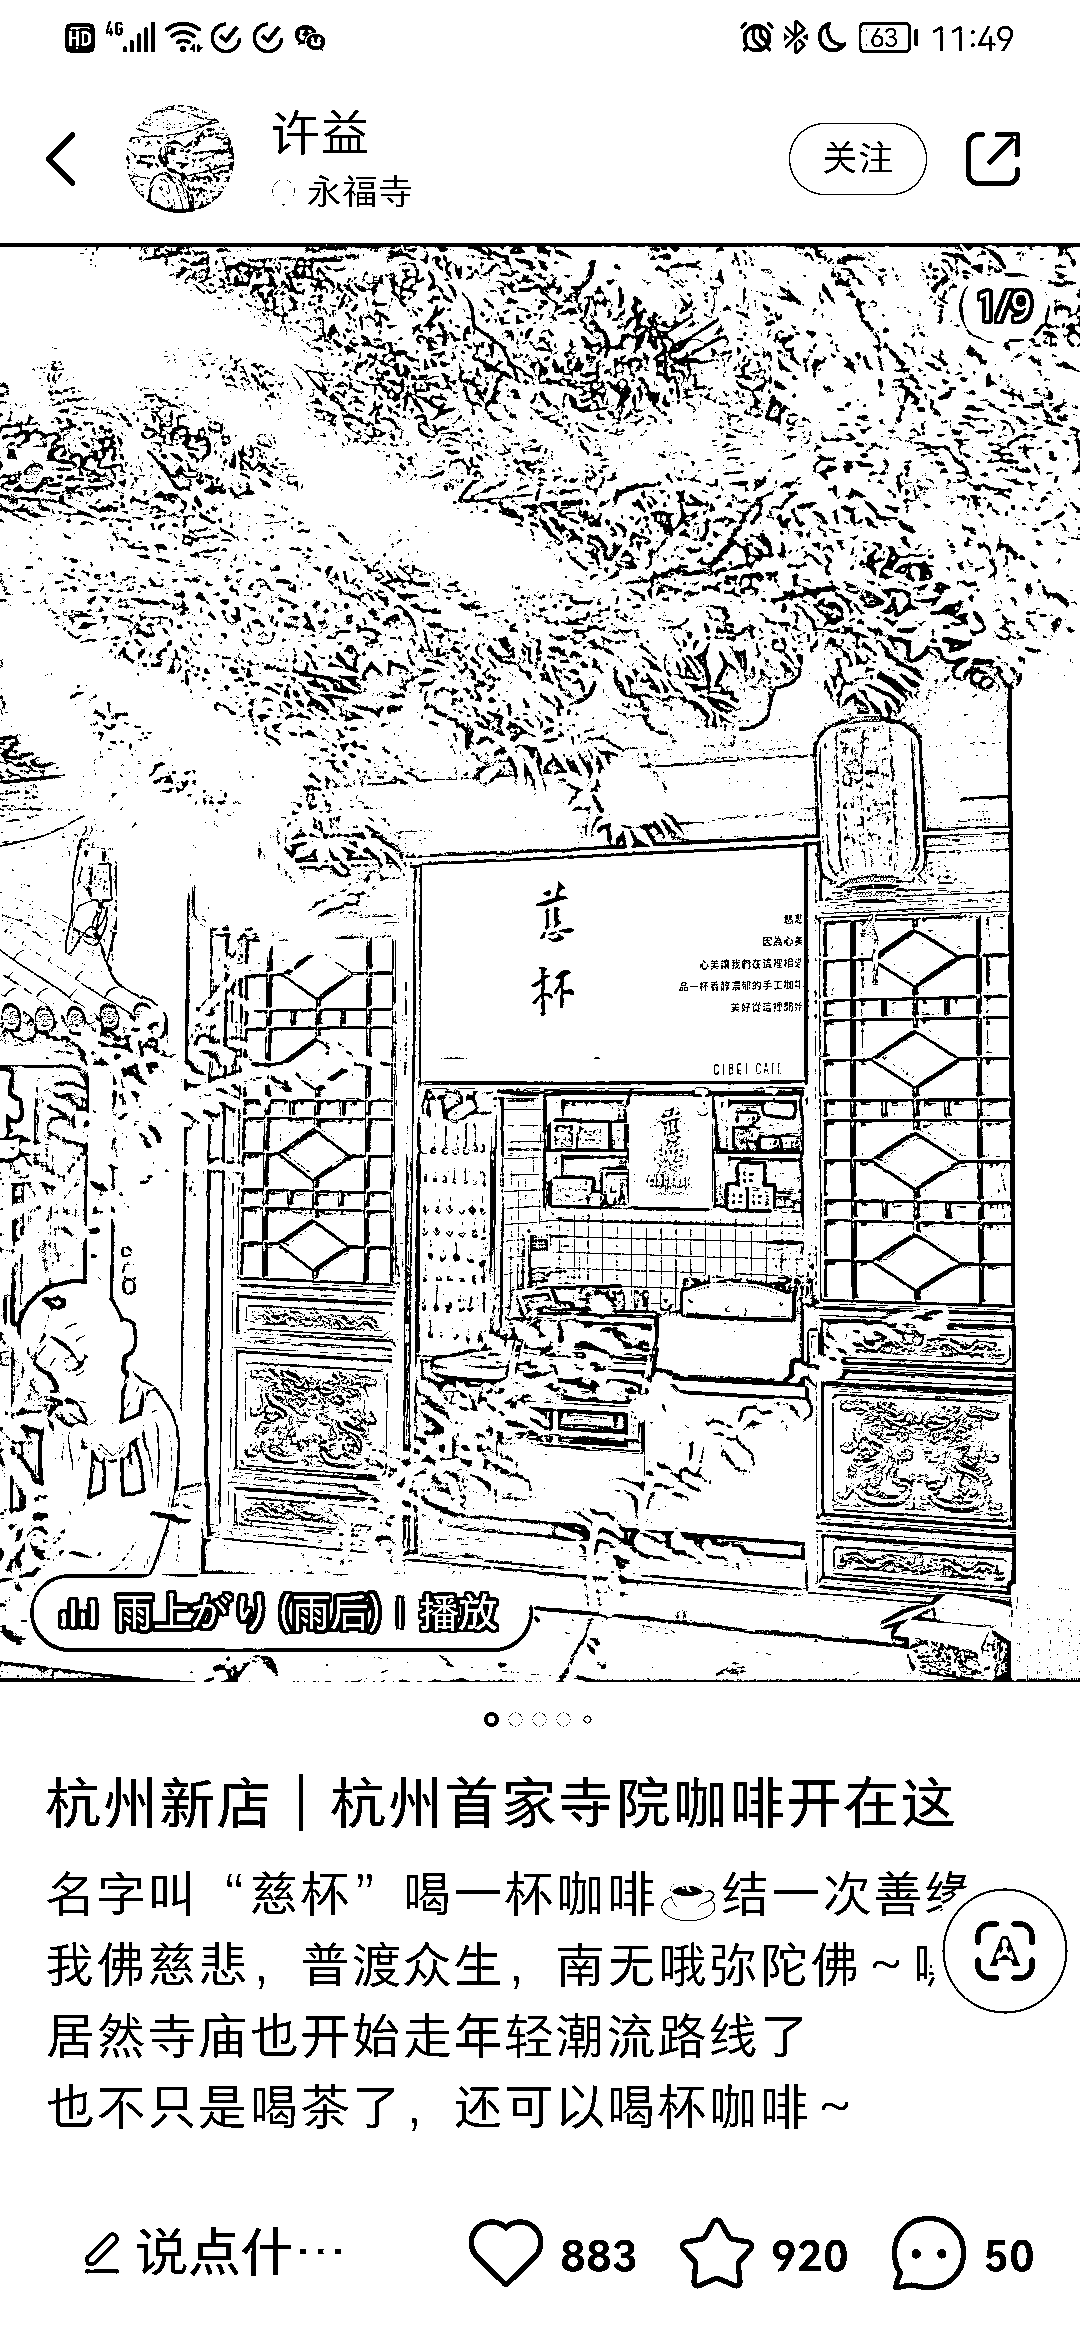 HD 4G 63 11:49
许益
永福寺
关注
1/9
慈
杯
慈悲
因為心美
心美讓我們在這裡相逢
品一杯香醇濃郁的手工咖啡
美好從這裡開始
CIBEI CAFE
雨上がり (雨后) | 播放
杭州新店｜杭州首家寺院咖啡开在这
名字叫“慈杯”喝一杯咖啡☕结一次善缘
我佛慈悲，普渡众生，南无哦弥陀佛～
居然寺庙也开始走年轻潮流路线了
也不只是喝茶了，还可以喝杯咖啡～
说点什…
883 920 50